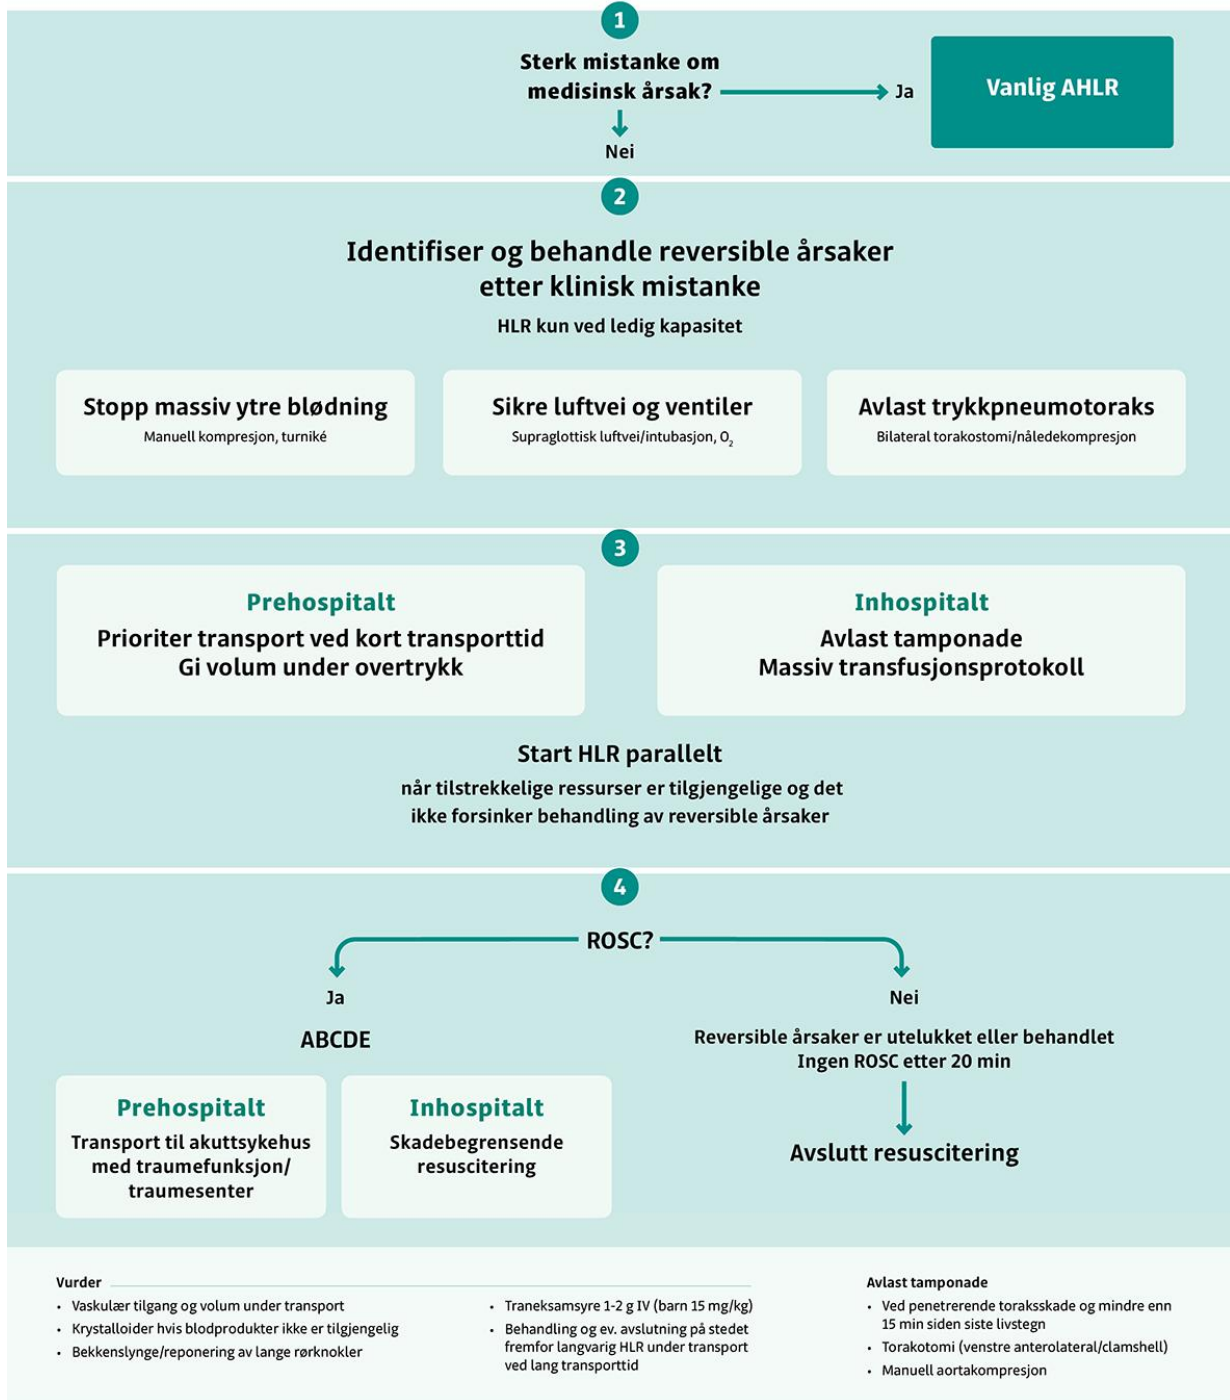 1
Sterk mistanke om
medisinsk årsak?
Ja
Vanlig AHLR
Nei
2
Identifiser og behandle reversible årsaker
etter klinisk mistanke
HLR kun ved ledig kapasitet
Stopp massiv ytre blødning
Manuell kompresjon, turniké
Sikre luftvei og ventiler
Supraglottisk luftvei/intubasjon, O₂
Avlast trykkpneumotoraks
Bilateral torakostomi/nåledekompresjon
3
Prehospitalt
Prioriter transport ved kort transporttid
Gi volum under overtrykk
Inhospitalt
Avlast tamponade
Massiv transfusjonsprotokoll
Start HLR parallelt
når tilstrekkelige ressurser er tilgjengelige og det
ikke forsinker behandling av reversible årsaker
4
ROSC?
Ja
ABCDE
Prehospitalt
Transport til akuttsykehus
med traumefunksjon/
traumesenter
Inhospitalt
Skadebegrensende
resuscitering
Nei
Reversible årsaker er utelukket eller behandlet
Ingen ROSC etter 20 min
Avslutt resuscitering
Vurder
• Vaskulær tilgang og volum under transport
• Krystalloider hvis blodprodukter ikke er tilgjengelig
• Bekkenslynge/reponering av lange rørknokler
• Traneksamsyre 1-2 g IV (barn 15 mg/kg)
• Behandling og ev. avslutning på stedet
fremfor langvarig HLR under transport
ved lang transporttid
Avlast tamponade
• Ved penetrerende toraksskade og mindre enn
15 min siden siste livstegn
• Torakotomi (venstre anterolateral/clamshell)
• Manuell aortakompresjon